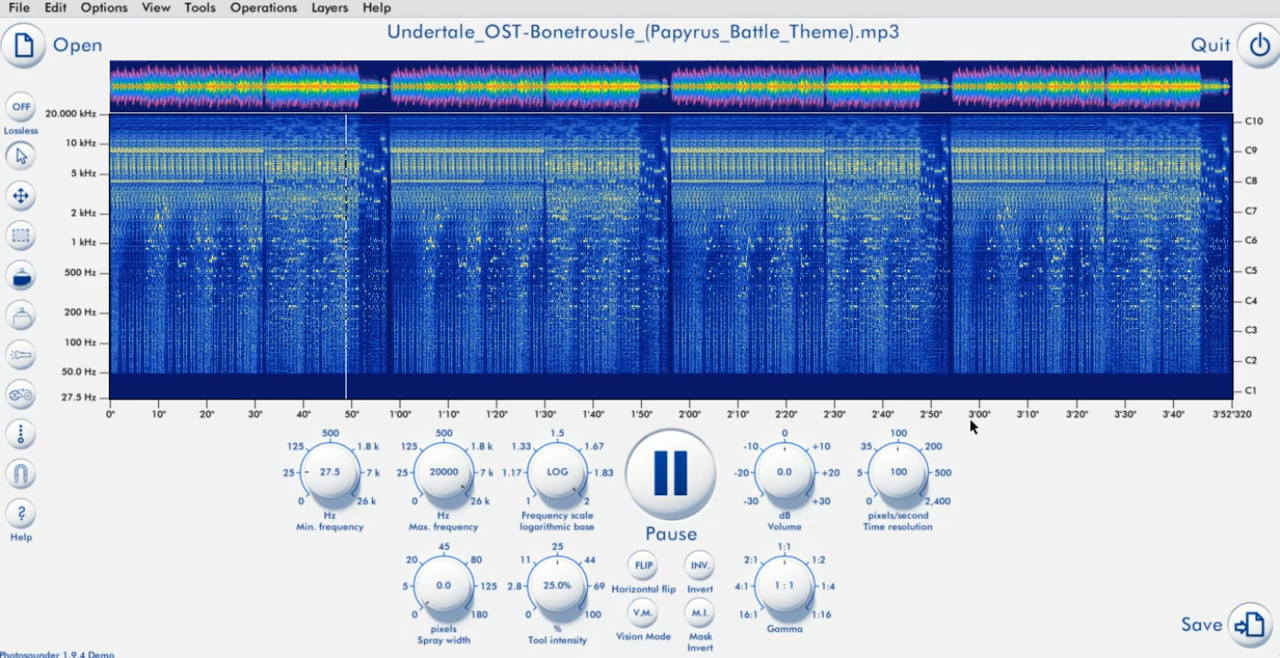 File Edit Options View Tools Operations Layers Help
Undertale_OST-Bonetrousle_(Papyrus_Battle_Theme).mp3
Open
Quit
OFF
Lossless
20.000 kHz
10 kHz
5 kHz
2 kHz
1 kHz
500 Hz
200 Hz
100 Hz
50.0 Hz
27.5 Hz
C10
C9
C8
C7
C6
C5
C4
C3
C2
C1
0" 10" 20" 30" 40" 50" 1'00" 1'10" 1'20" 1'30" 1'40" 1'50" 2'00" 2'10" 2'20" 2'30" 2'40" 2'50" 3'00" 3'10" 3'20" 3'30" 3'40" 3'52"320
?
Help
500
125 1.8 k
25 27.5 7 k
0 26 k
Hz
Min. frequency
500
125 1.8 k
25 20000 7 k
0 26 k
Hz
Max. frequency
1.5
1.33 1.67
1.17 LOG 1.83
1 2
Frequency scale
logarithmic base
Pause
0
-10 +10
-20 0.0 +20
-30 +30
dB
Volume
100
35 200
5 100 500
0 2,400
pixels/second
Time resolution
45
20 80
5 0.0 125
0 180
pixels
Spray width
25
11 44
2.8 25.0% 69
0 100
%
Tool intensity
FLIP
Horizontal flip
INV.
Invert
V.M.
Vision Mode
M.I.
Mask
Invert
1:1
2:1 1:2
4:1 1 : 1 1:4
16:1 1:16
Gamma
Save
Photosounder 1.9.4 Demo